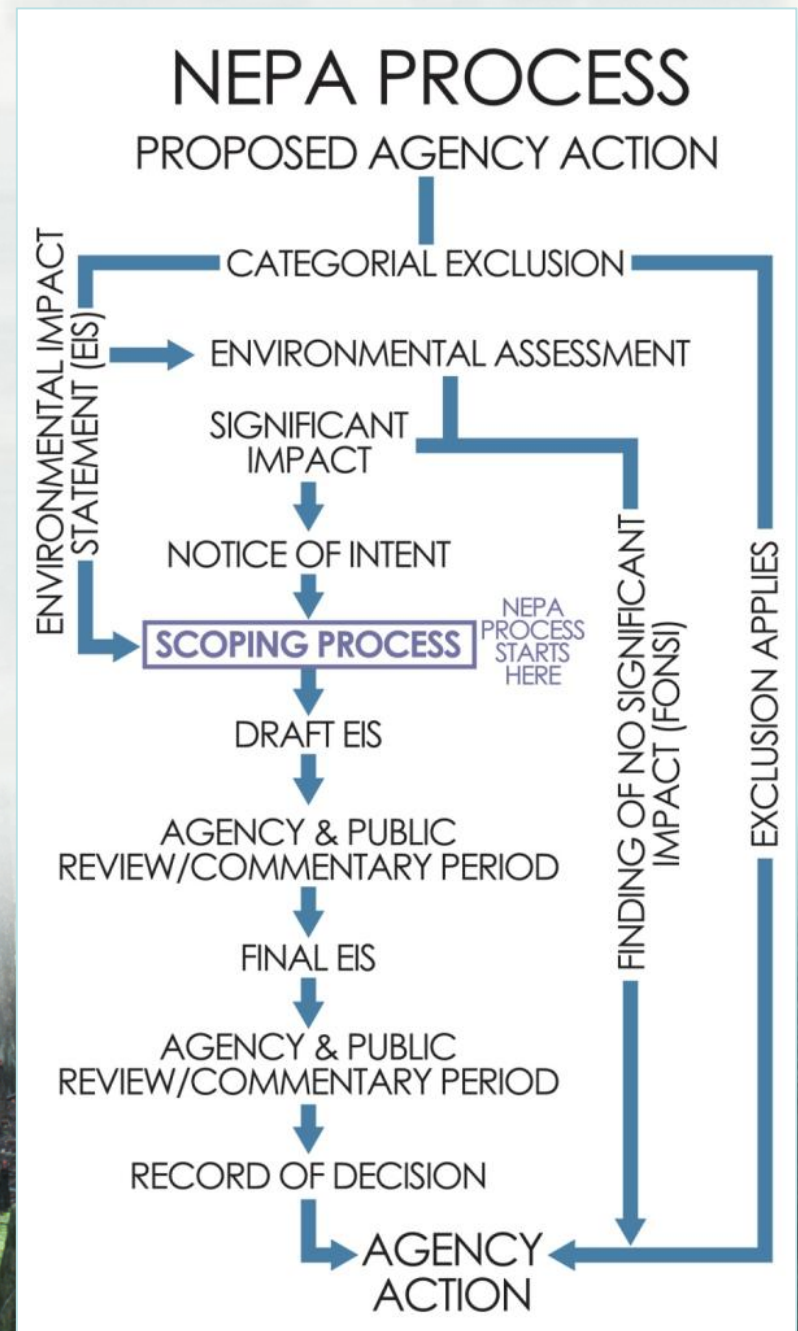 NEPA PROCESS
PROPOSED AGENCY ACTION
CATEGORIAL EXCLUSION
ENVIRONMENTAL IMPACT
STATEMENT (EIS)
ENVIRONMENTAL ASSESSMENT
SIGNIFICANT
IMPACT
NOTICE OF INTENT
SCOPING PROCESS
NEPA
PROCESS
STARTS
HERE
DRAFT EIS
AGENCY & PUBLIC
REVIEW/COMMENTARY PERIOD
FINAL EIS
AGENCY & PUBLIC
REVIEW/COMMENTARY PERIOD
RECORD OF DECISION
FINDING OF NO SIGNIFICANT
IMPACT (FONSI)
EXCLUSION APPLIES
AGENCY
ACTION